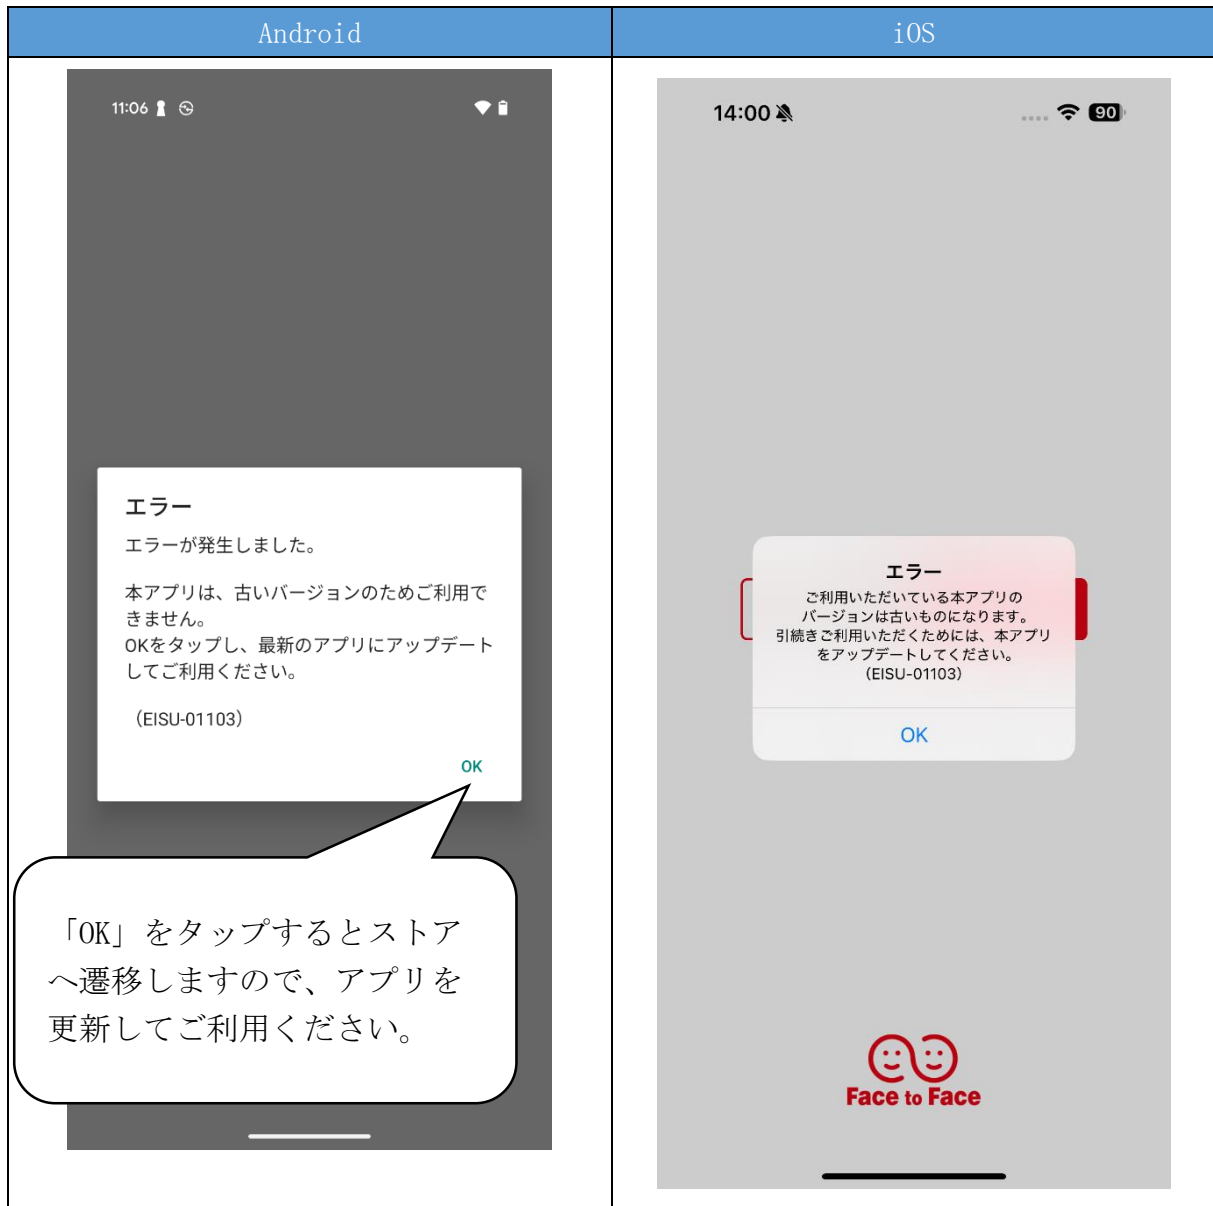 Android
iOS
11:06
エラー
エラーが発生しました。
本アプリは、古いバージョンのためご利用で
きません。
OKをタップし、最新のアプリにアップデート
してご利用ください。
（EISU-01103）
OK
「OK」をタップするとストア
へ遷移しますので、アプリを
更新してご利用ください。
14:00
90
エラー
ご利用いただいている本アプリの
バージョンは古いものになります。
引続きご利用いただくためには、本アプリ
をアップデートしてください。
（EISU-01103）
OK
Face to Face